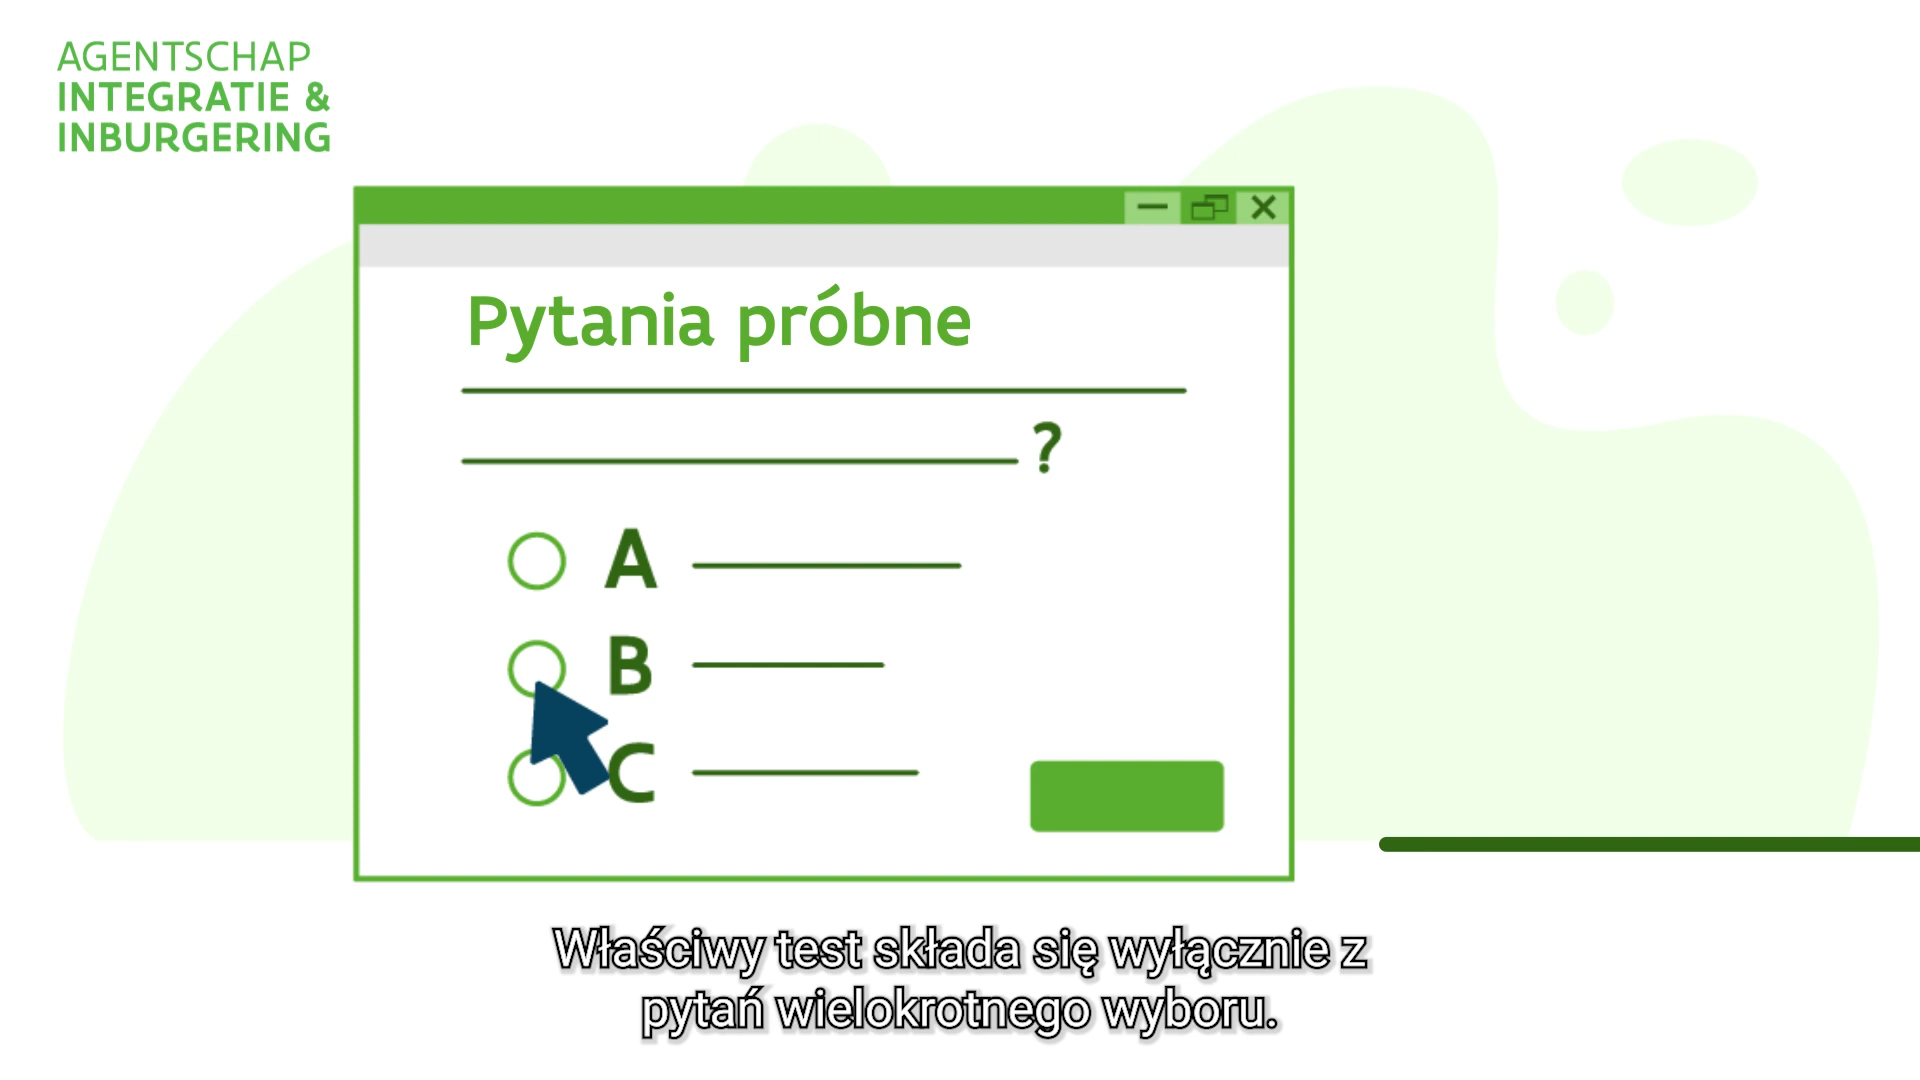 AGENTSCHAP
INTEGRATIE &
INBURGERING
Pytania próbne
?
A
B
C
Właściwy test składa się wyłącznie z
pytań wielokrotnego wyboru.